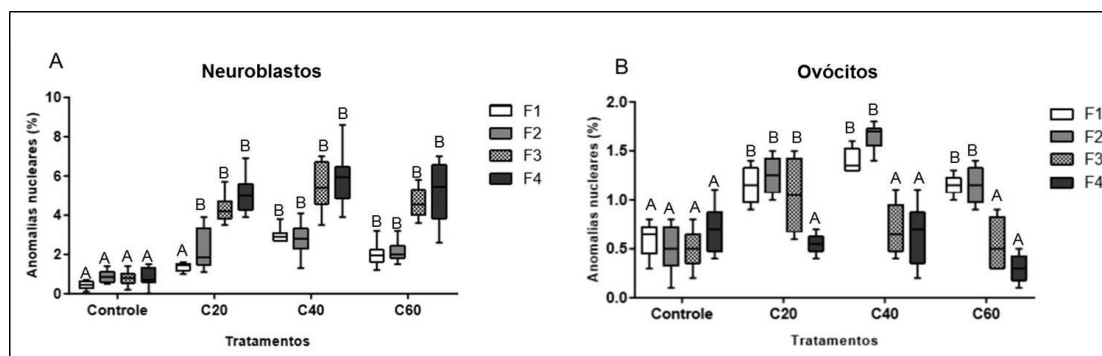 A
Neuroblastos
Anomalias nucleares (%)
10
8
6
4
2
0
A A A A
A B B B
B B B B
B B B B
Controle C20 C40 C60
Tratamentos
F1
F2
F3
F4
B
Ovócitos
Anomalias nucleares (%)
2.0
1.5
1.0
0.5
0.0
A A A A
B B B A
B B A A
B B A A
Controle C20 C40 C60
Tratamentos
F1
F2
F3
F4